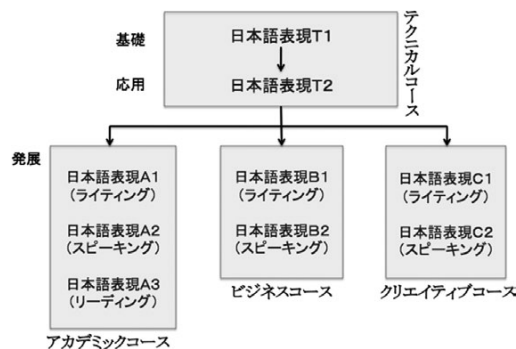 基礎
日本語表現T1
応用
日本語表現T2
テクニカルコース
発展
日本語表現A1
(ライティング)
日本語表現A2
(スピーキング)
日本語表現A3
(リーディング)
アカデミックコース
日本語表現B1
(ライティング)
日本語表現B2
(スピーキング)
ビジネスコース
日本語表現C1
(ライティング)
日本語表現C2
(スピーキング)
クリエイティブコース